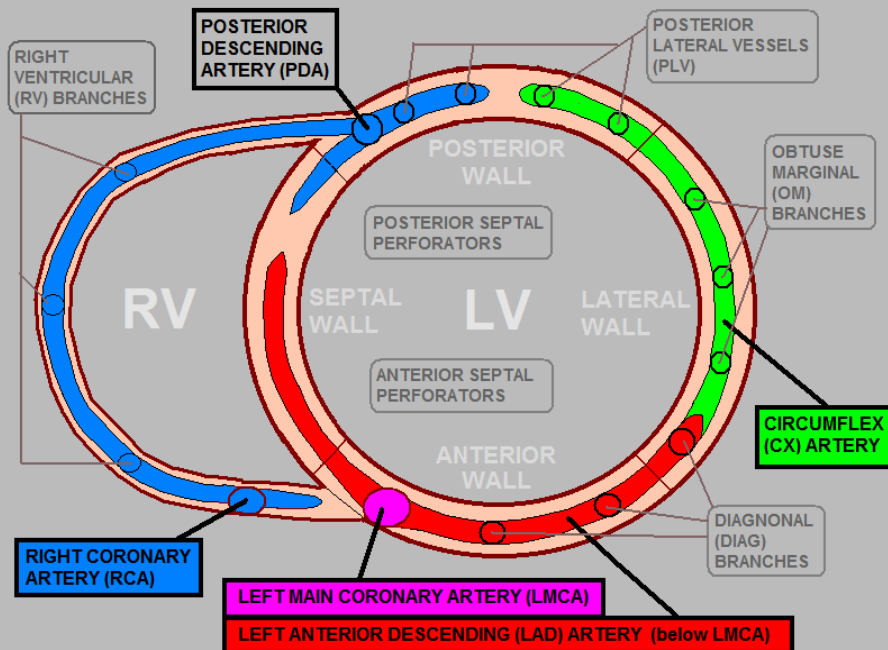 POSTERIOR
DESCENDING
ARTERY (PDA)
POSTERIOR
LATERAL VESSELS
(PLV)
RIGHT
VENTRICULAR
(RV) BRANCHES
OBTUSE
MARGINAL
(OM)
BRANCHES
POSTERIOR
WALL
POSTERIOR SEPTAL
PERFORATORS
RV
SEPTAL
WALL
LV
LATERAL
WALL
ANTERIOR SEPTAL
PERFORATORS
ANTERIOR
WALL
CIRCUMFLEX
(CX) ARTERY
DIAGNONAL
(DIAG)
BRANCHES
RIGHT CORONARY
ARTERY (RCA)
LEFT MAIN CORONARY ARTERY (LMCA)
LEFT ANTERIOR DESCENDING (LAD) ARTERY (below LMCA)